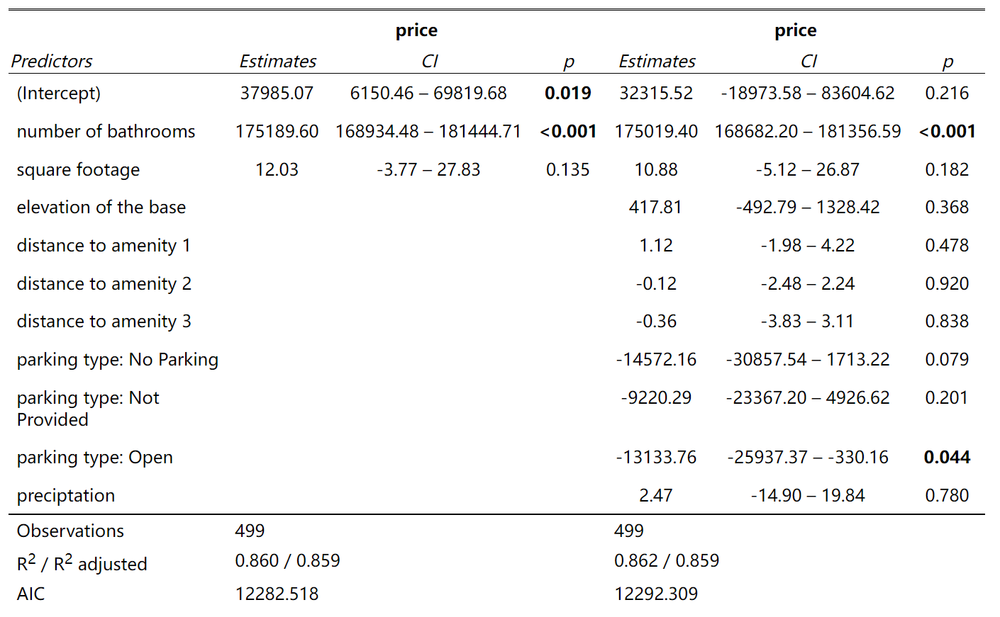 price price
Predictors Estimates CI p Estimates CI p
(Intercept) 37985.07 6150.46 – 69819.68 0.019 32315.52 -18973.58 – 83604.62 0.216
number of bathrooms 175189.60 168934.48 – 181444.71 <0.001 175019.40 168682.20 – 181356.59 <0.001
square footage 12.03 -3.77 – 27.83 0.135 10.88 -5.12 – 26.87 0.182
elevation of the base 417.81 -492.79 – 1328.42 0.368
distance to amenity 1 1.12 -1.98 – 4.22 0.478
distance to amenity 2 -0.12 -2.48 – 2.24 0.920
distance to amenity 3 -0.36 -3.83 – 3.11 0.838
parking type: No Parking -14572.16 -30857.54 – 1713.22 0.079
parking type: Not -9220.29 -23367.20 – 4926.62 0.201
Provided
parking type: Open -13133.76 -25937.37 – -330.16 0.044
preciptation 2.47 -14.90 – 19.84 0.780
Observations 499 499
R2 / R2 adjusted 0.860 / 0.859 0.862 / 0.859
AIC 12282.518 12292.309